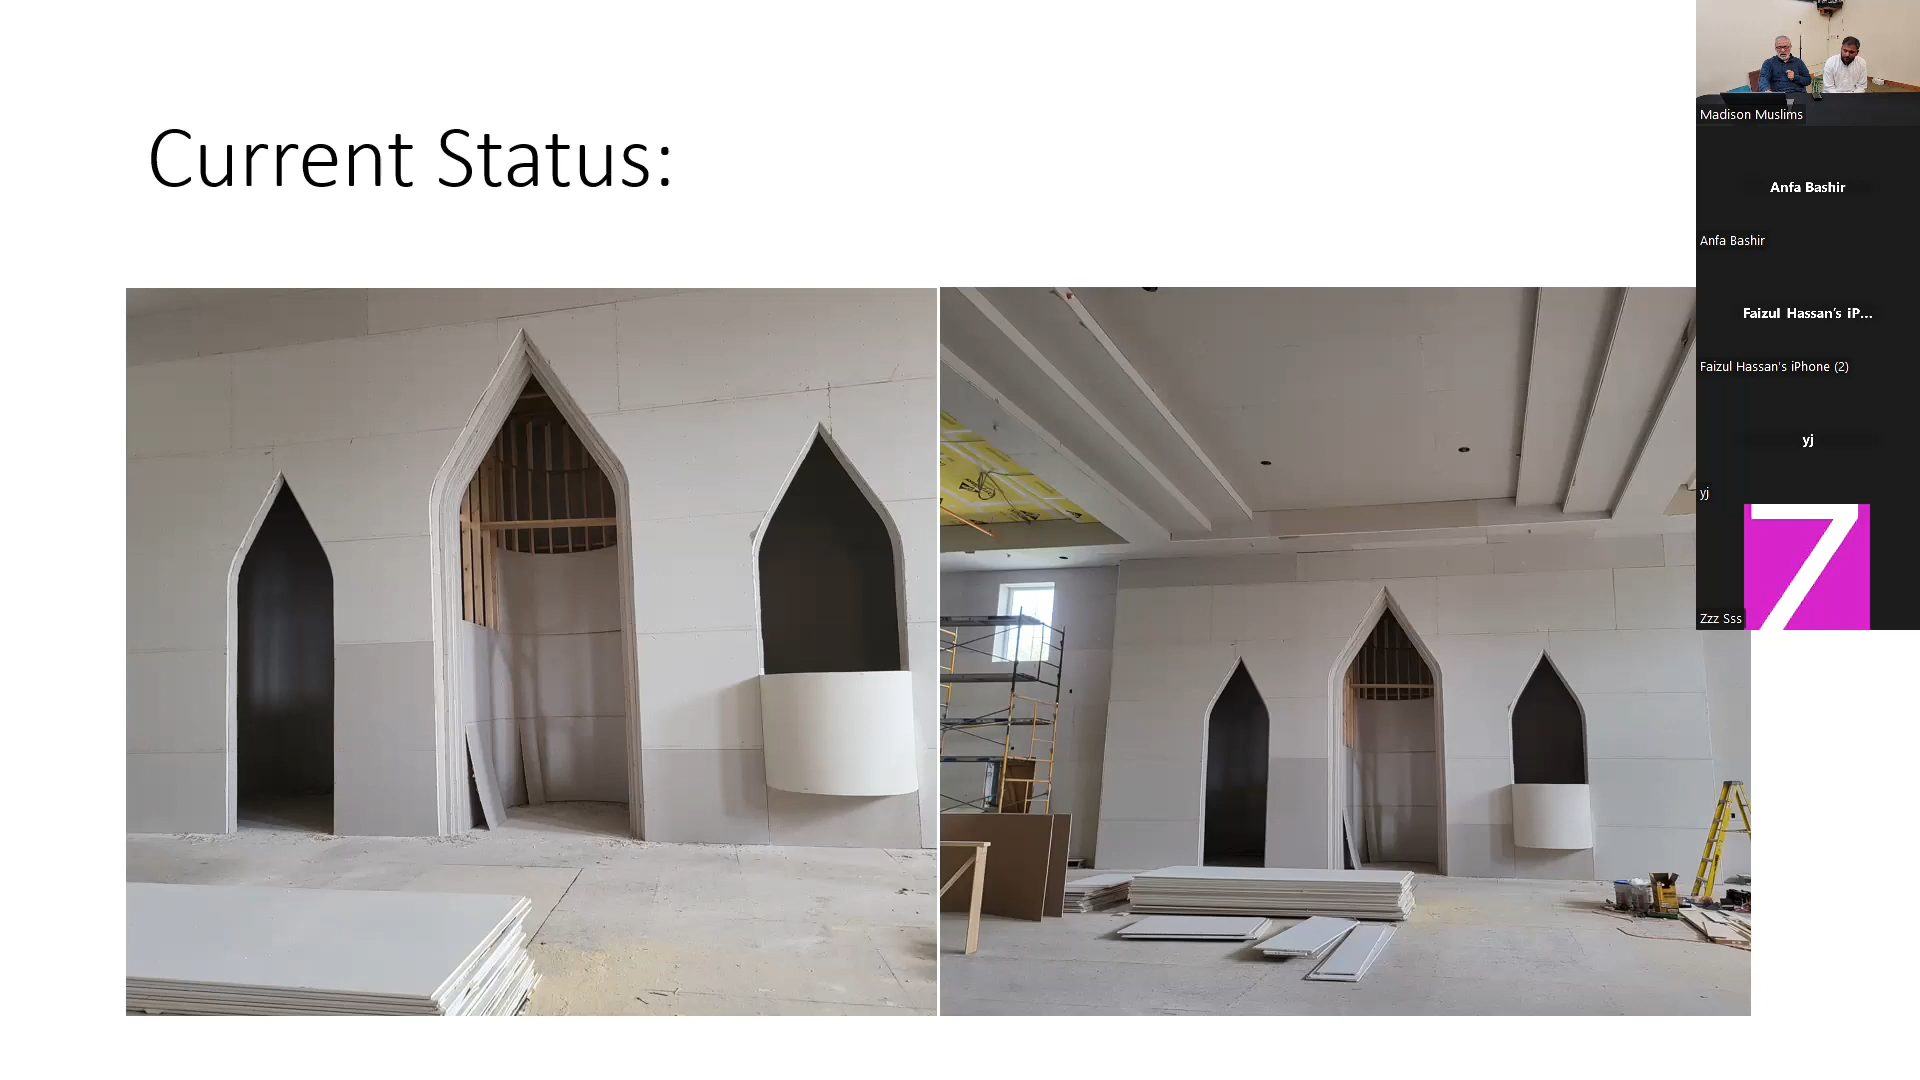 Current Status:
Madison Muslims
Anfa Bashir
Anfa Bashir
Faizul Hassan's iP...
Faizul Hassan's iPhone (2)
yj
yj
Z
Zzz Sss